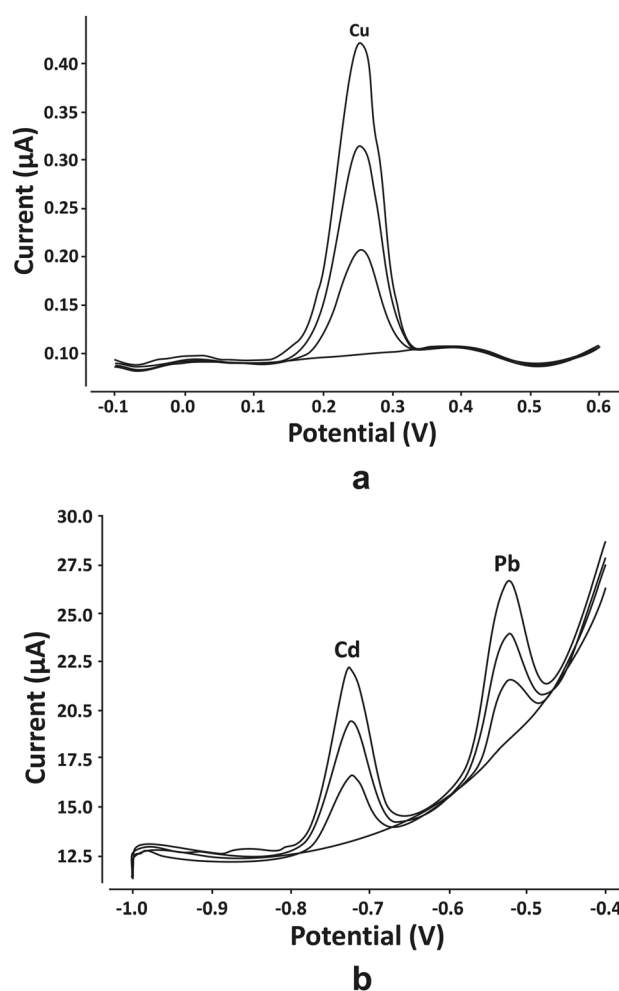 Cu
0.40
0.35
0.30
0.25
0.20
0.15
0.10
Current (µA)
-0.1 0.0 0.1 0.2 0.3 0.4 0.5 0.6
Potential (V)
a
30.0
27.5
25.0
22.5
20.5
17.5
15.0
12.5
Current (µA)
Cd
Pb
-1.0 -0.9 -0.8 -0.7 -0.6 -0.5 -0.4
Potential (V)
b